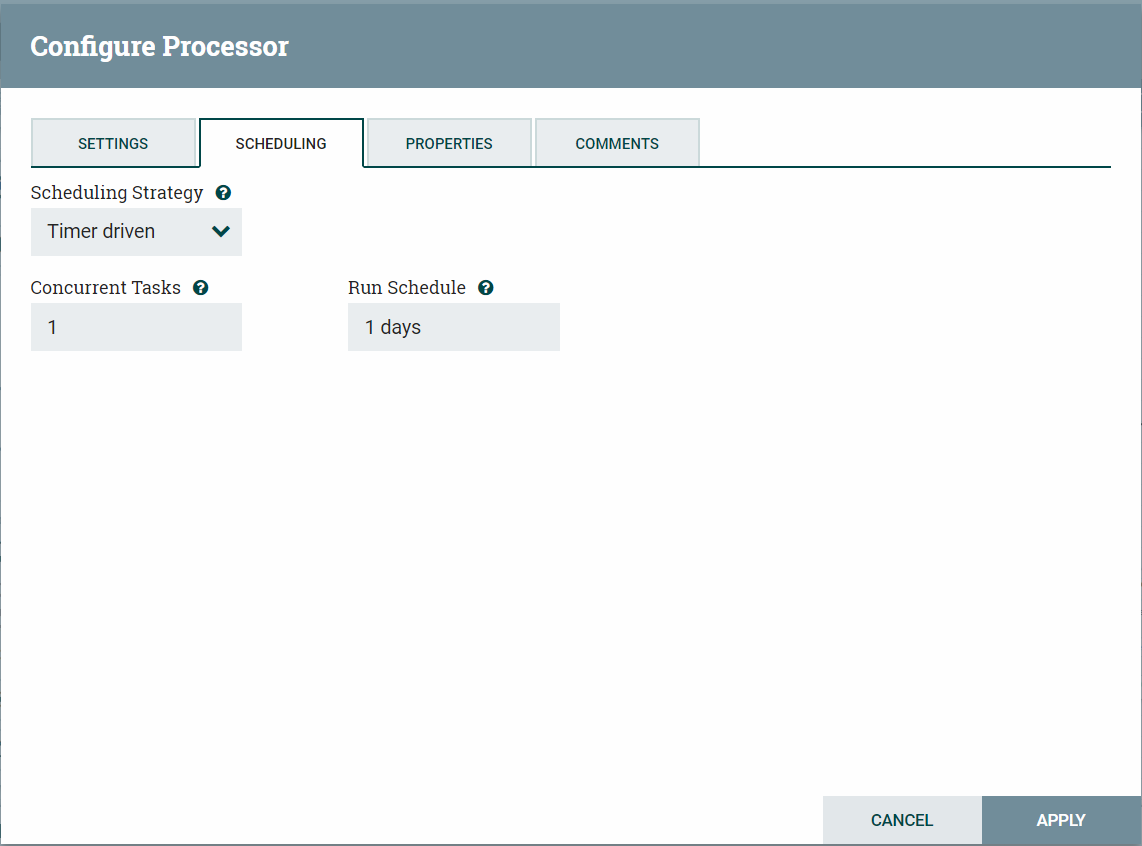 Configure Processor
SETTINGS SCHEDULING PROPERTIES COMMENTS
Scheduling Strategy ?
Timer driven
Concurrent Tasks ? Run Schedule ?
1 1 days
CANCEL APPLY